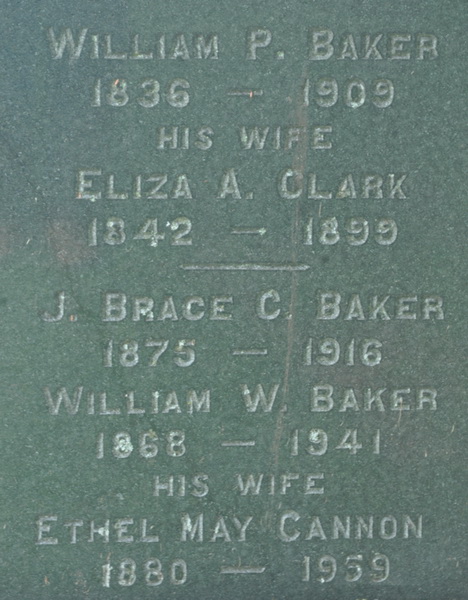 WILLIAM P. BAKER
1836 — 1909
HIS WIFE
ELIZA A. CLARK
1842 — 1899
J. BRACE C. BAKER
1875 — 1916
WILLIAM W. BAKER
1868 — 1941
HIS WIFE
ETHEL MAY CANNON
1880 — 1959